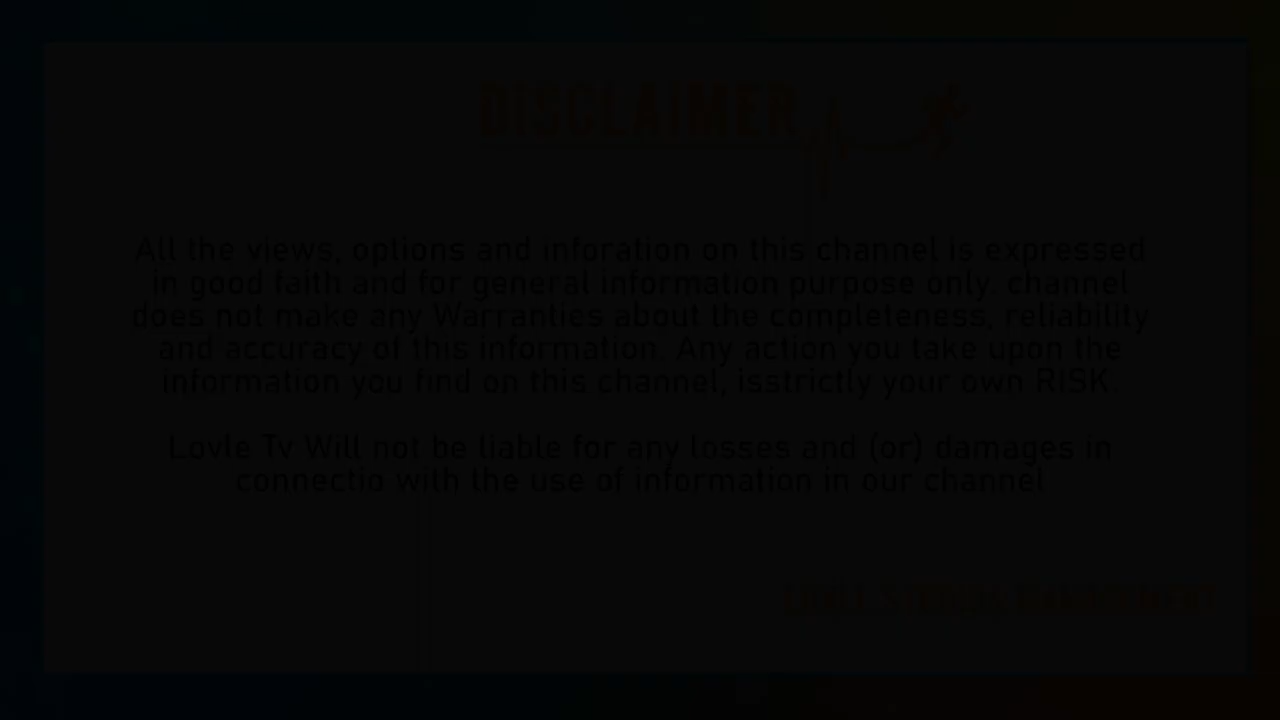 DISCLAIMER
All the views, options and inforation on this channel is expressed
in good faith and for general information purpose only. channel
does not make any Warranties about the completeness, reliability
and accuracy of this information. Any action you take upon the
information you find on this channel, isstrictly your own RISK.
Lovle Tv Will not be liable for any losses and (or) damages in
connectio with the use of information in our channel